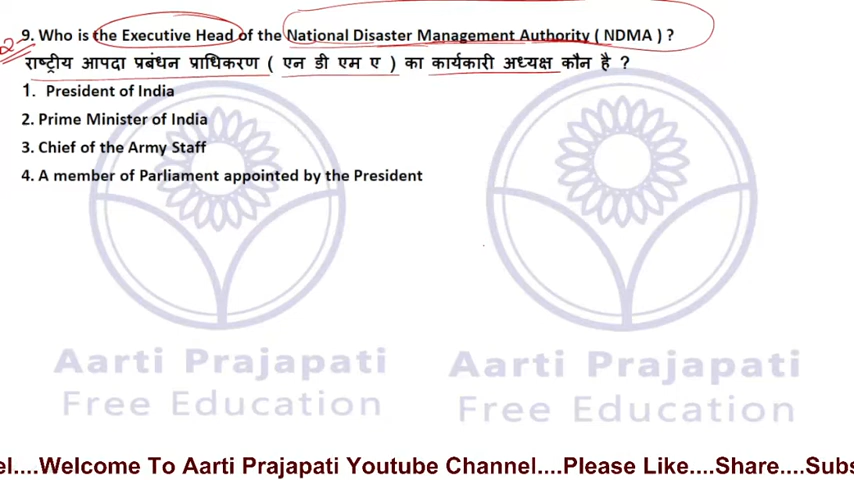 9. Who is the Executive Head of the National Disaster Management Authority ( NDMA ) ?
राष्ट्रीय आपदा प्रबंधन प्राधिकरण ( एन डी एम ए ) का कार्यकारी अध्यक्ष कौन है ?
1. President of India
2. Prime Minister of India
3. Chief of the Army Staff
4. A member of Parliament appointed by the President
Aarti Prajapati Aarti Prajapati
Free Education Free Education
el....Welcome To Aarti Prajapati Youtube Channel....Please Like....Share....Subs